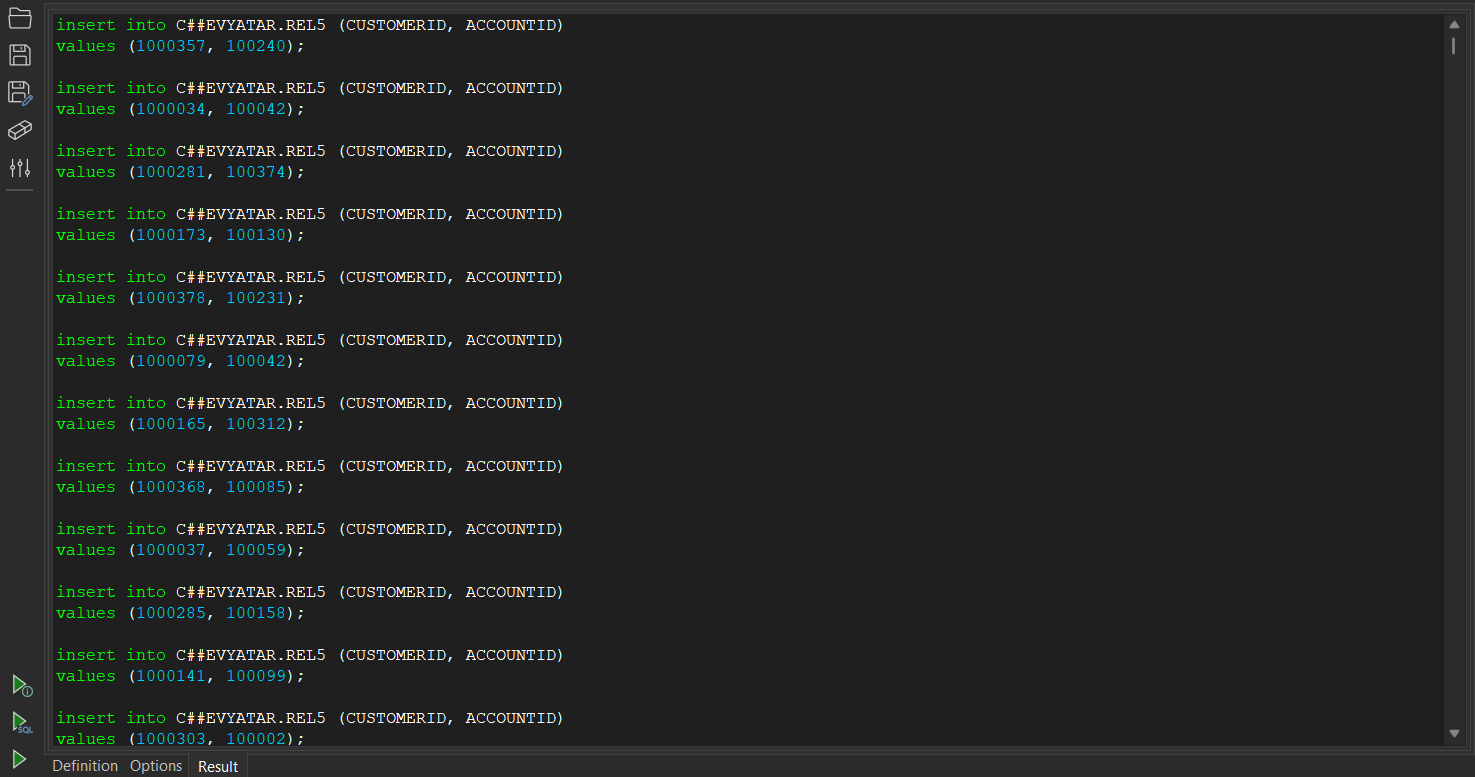 insert into C##EVYATAR.REL5 (CUSTOMERID, ACCOUNTID)
values (1000357, 100240);
insert into C##EVYATAR.REL5 (CUSTOMERID, ACCOUNTID)
values (1000034, 100042);
insert into C##EVYATAR.REL5 (CUSTOMERID, ACCOUNTID)
values (1000281, 100374);
insert into C##EVYATAR.REL5 (CUSTOMERID, ACCOUNTID)
values (1000173, 100130);
insert into C##EVYATAR.REL5 (CUSTOMERID, ACCOUNTID)
values (1000378, 100231);
insert into C##EVYATAR.REL5 (CUSTOMERID, ACCOUNTID)
values (1000079, 100042);
insert into C##EVYATAR.REL5 (CUSTOMERID, ACCOUNTID)
values (1000165, 100312);
insert into C##EVYATAR.REL5 (CUSTOMERID, ACCOUNTID)
values (1000368, 100085);
insert into C##EVYATAR.REL5 (CUSTOMERID, ACCOUNTID)
values (1000037, 100059);
insert into C##EVYATAR.REL5 (CUSTOMERID, ACCOUNTID)
values (1000285, 100158);
insert into C##EVYATAR.REL5 (CUSTOMERID, ACCOUNTID)
values (1000141, 100099);
insert into C##EVYATAR.REL5 (CUSTOMERID, ACCOUNTID)
values (1000303, 100002);
SQL
Definition Options Result